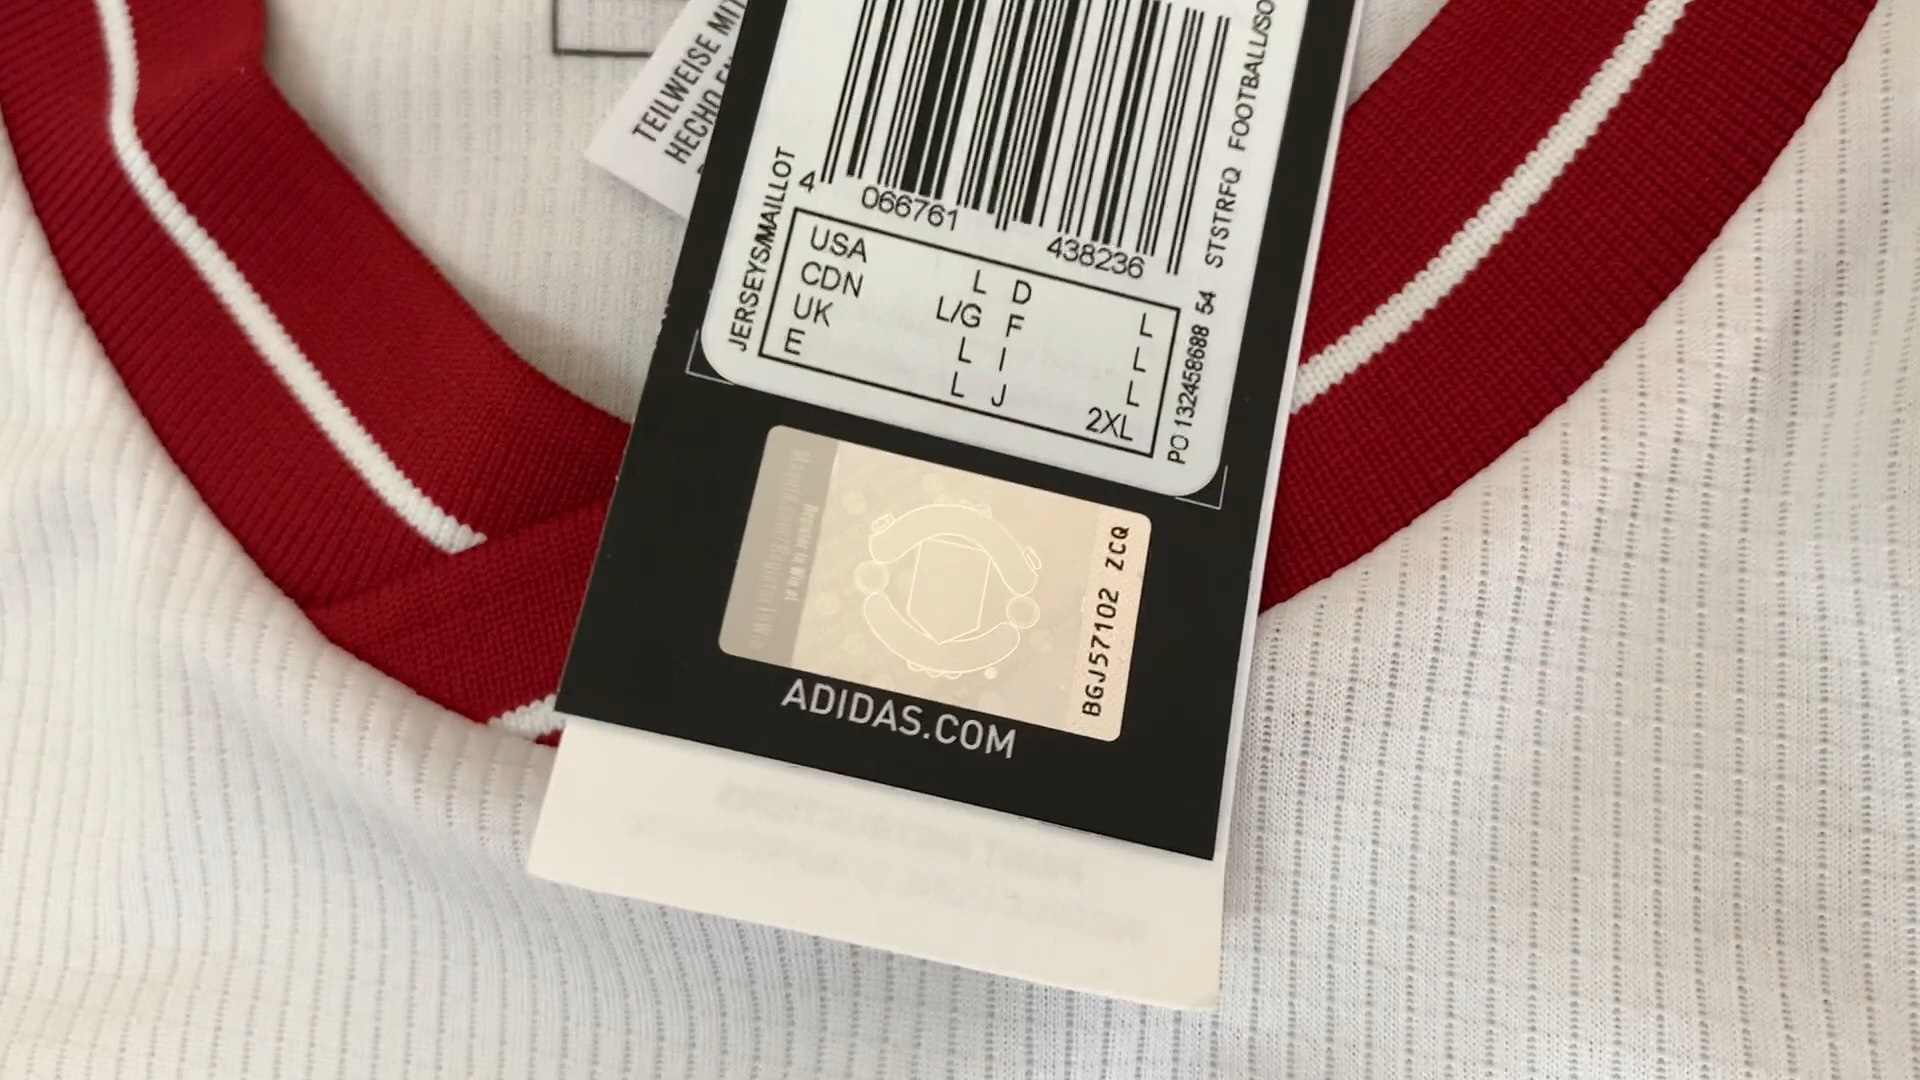 TEILWEISE MIT
HECHO EN
JERSEYS/MAILLOT
4 066761 438236
USA L D L
CDN L/G F L
UK L I L
E L J 2XL
STSTRFQ FOOTBALL/SO
PO 132458688 54
BGJ57102 ZCQ
ADIDAS.COM